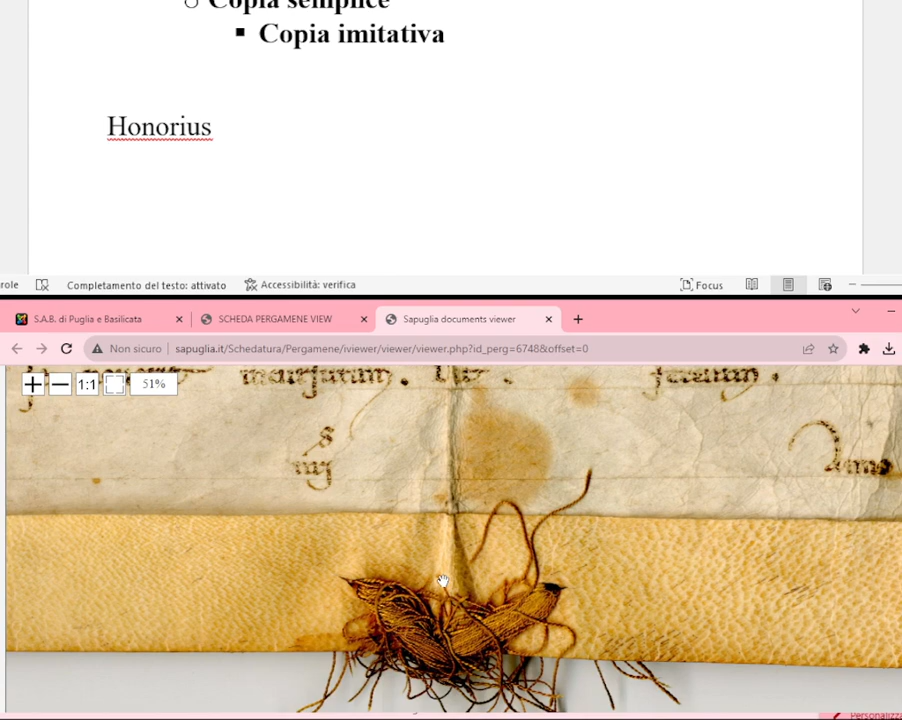 Copia semplice
Copia imitativa
Honorius
role
Completamento del testo: attivato
Accessibilità: verifica
Focus
S.A.B. di Puglia e Basilicata
SCHEDA PERGAMENE VIEW
Sapuglia documents viewer
Non sicuro
sapuglia.it/Schedatura/Pergamene/iviewer/viewer/viewer.php?id_perg=6748&offset=0
1:1
51%
Personalizza